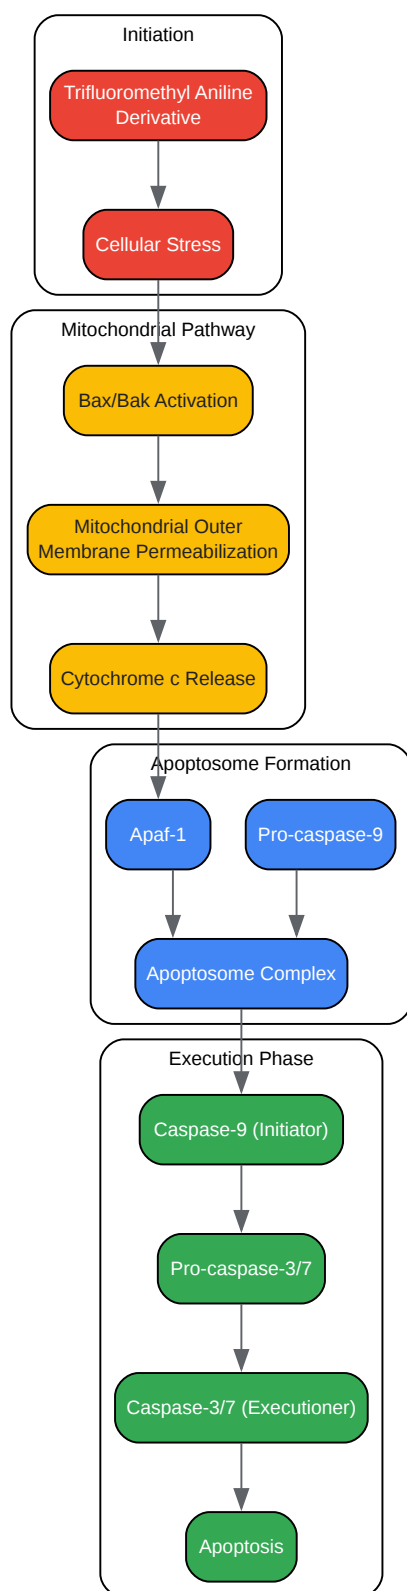 Initiation
Trifluoromethyl Aniline
Derivative
Cellular Stress
Mitochondrial Pathway
Bax/Bak Activation
Mitochondrial Outer
Membrane Permeabilization
Cytochrome c Release
Apoptosome Formation
Apaf-1
Pro-caspase-9
Apoptosome Complex
Execution Phase
Caspase-9 (Initiator)
Pro-caspase-3/7
Caspase-3/7 (Executioner)
Apoptosis